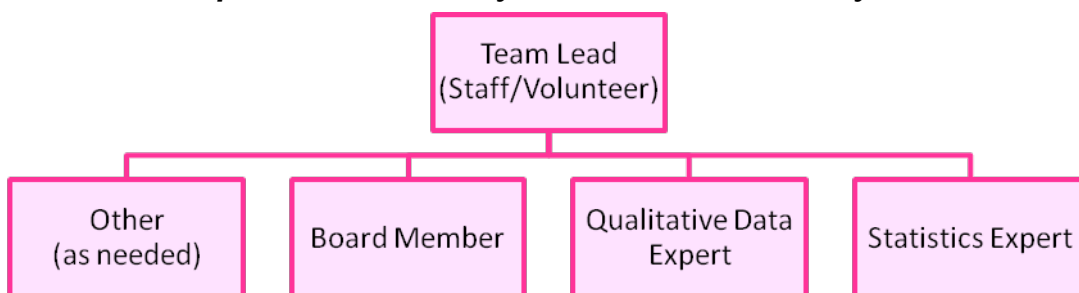 Team Lead
(Staff/Volunteer)
Other
(as needed)
Board Member
Qualitative Data
Expert
Statistics Expert